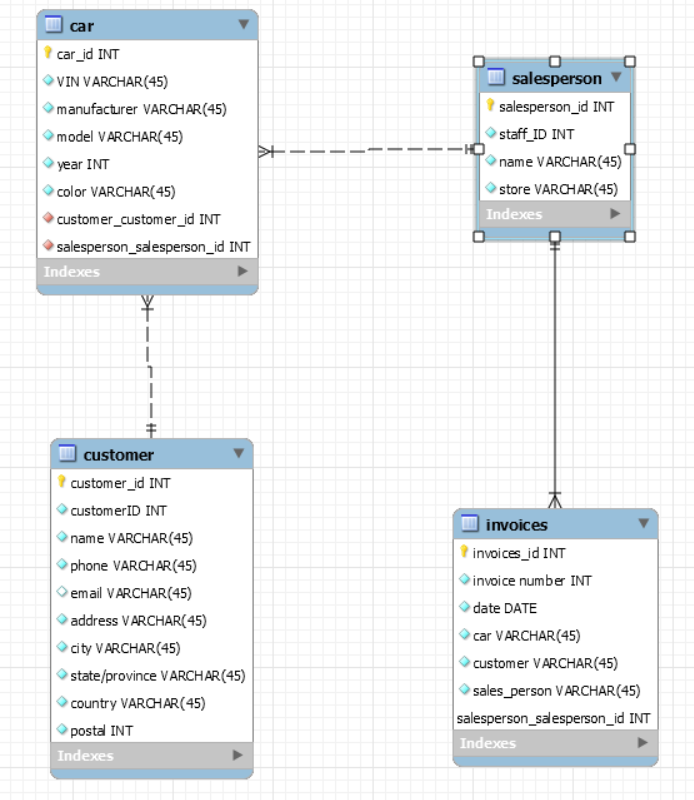 car
car_id INT
VIN VARCHAR(45)
manufacturer VARCHAR(45)
model VARCHAR(45)
year INT
color VARCHAR(45)
customer_customer_id INT
salesperson_salesperson_id INT
Indexes
salesperson
salesperson_id INT
staff_ID INT
name VARCHAR(45)
store VARCHAR(45)
Indexes
customer
customer_id INT
customerID INT
name VARCHAR(45)
phone VARCHAR(45)
email VARCHAR(45)
address VARCHAR(45)
city VARCHAR(45)
state/province VARCHAR(45)
country VARCHAR(45)
postal INT
Indexes
invoices
invoices_id INT
invoice number INT
date DATE
car VARCHAR(45)
customer VARCHAR(45)
sales_person VARCHAR(45)
salesperson_salesperson_id INT
Indexes